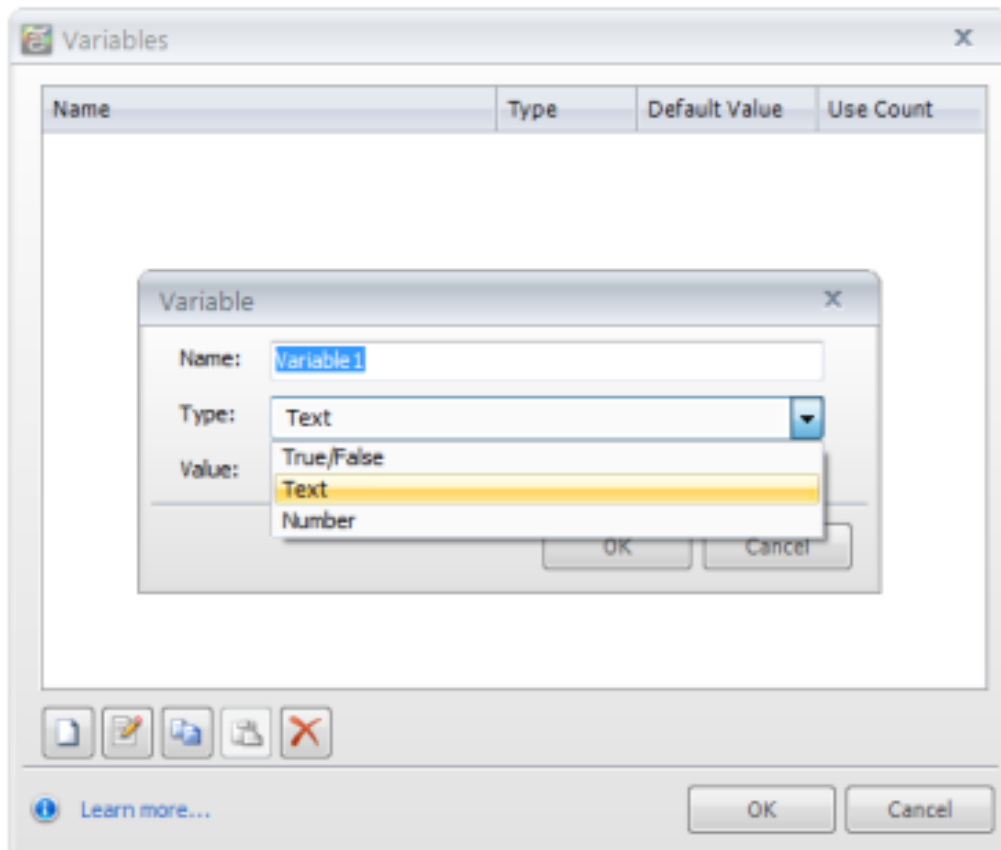 Variables
Name Type Default Value Use Count
Variable
Name: Variable1
Type: Text
True/False
Value:
Text
Number
OK Cancel
Learn more...
OK Cancel